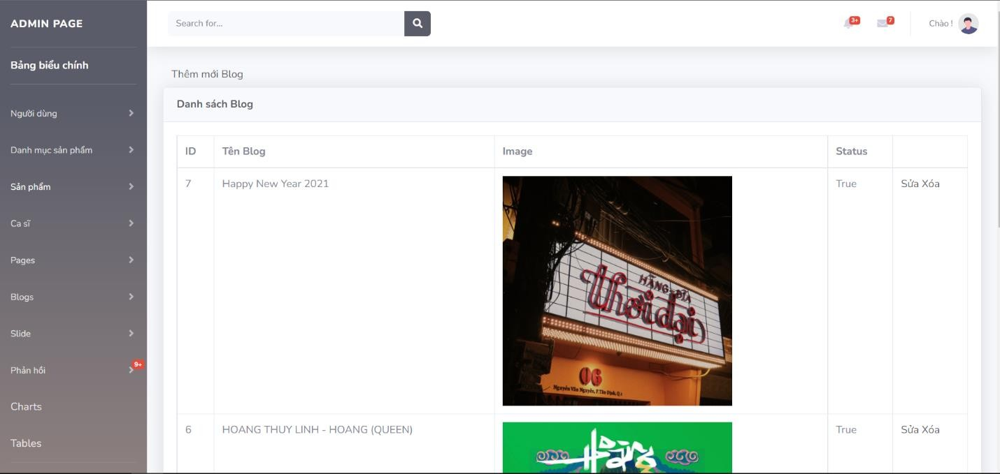 ADMIN PAGE
Search for...
3+
7
Chào !
Bảng biểu chính
Người dùng
Danh mục sản phẩm
Sản phẩm
Ca sĩ
Pages
Blogs
Slide
Phản hồi
9+
Charts
Tables
Thêm mới Blog
Danh sách Blog
ID Tên Blog Image Status
7 Happy New Year 2021 True Sửa Xóa
HÃNG ĐĨA
Thời đại
06
Nguyễn Văn Nguyễn, P.Tân Định, Q.1
6 HOANG THUY LINH - HOANG (QUEEN) True Sửa Xóa
Hoàng